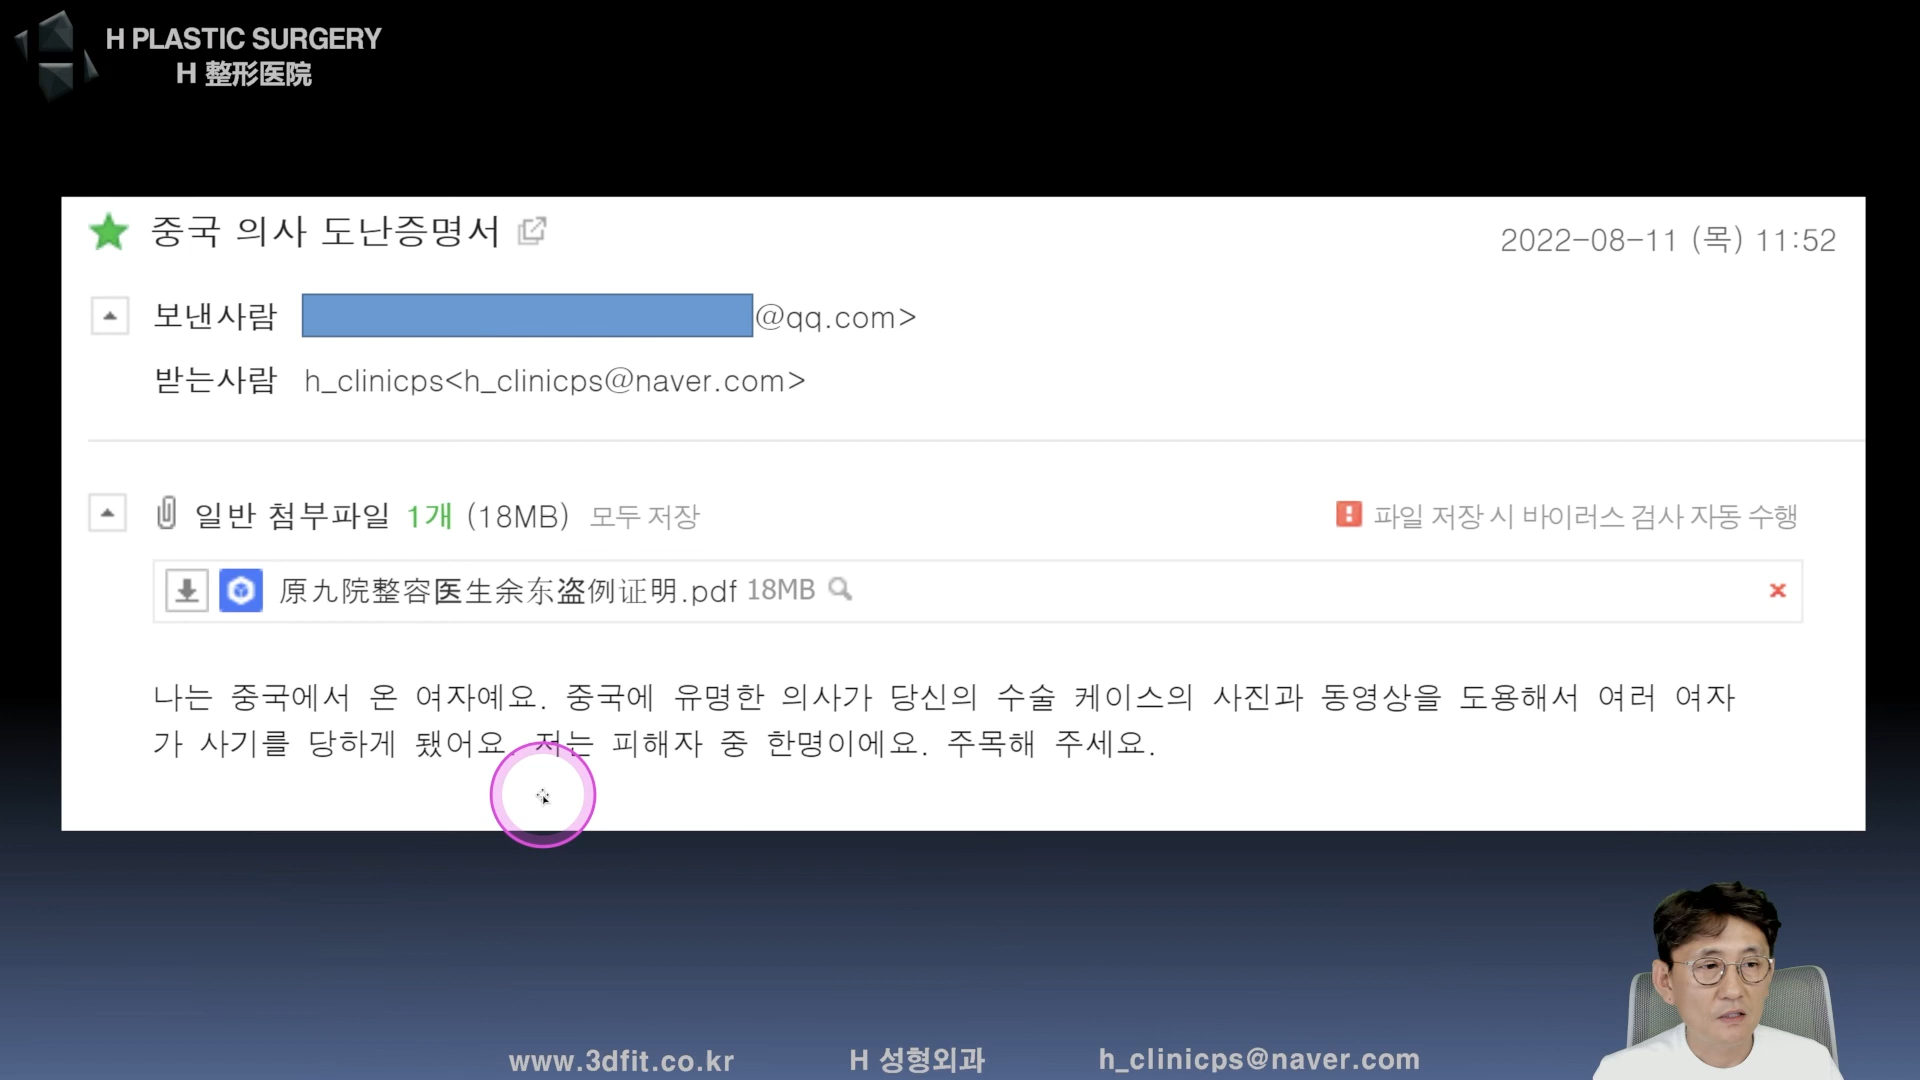 H PLASTIC SURGERY
H 整形医院
중국 의사 도난증명서
2022-08-11 (목) 11:52
보낸사람 @qq.com>
받는사람 h_clinicps<h_clinicps@naver.com>
일반 첨부파일 1개 (18MB) 모두 저장
파일 저장 시 바이러스 검사 자동 수행
原九院整容医生余东盗例证明.pdf 18MB
나는 중국에서 온 여자예요. 중국에 유명한 의사가 당신의 수술 케이스의 사진과 동영상을 도용해서 여러 여자
가 사기를 당하게 됐어요. 저는 피해자 중 한명이에요. 주목해 주세요.
www.3dfit.co.kr H 성형외과 h_clinicps@naver.com